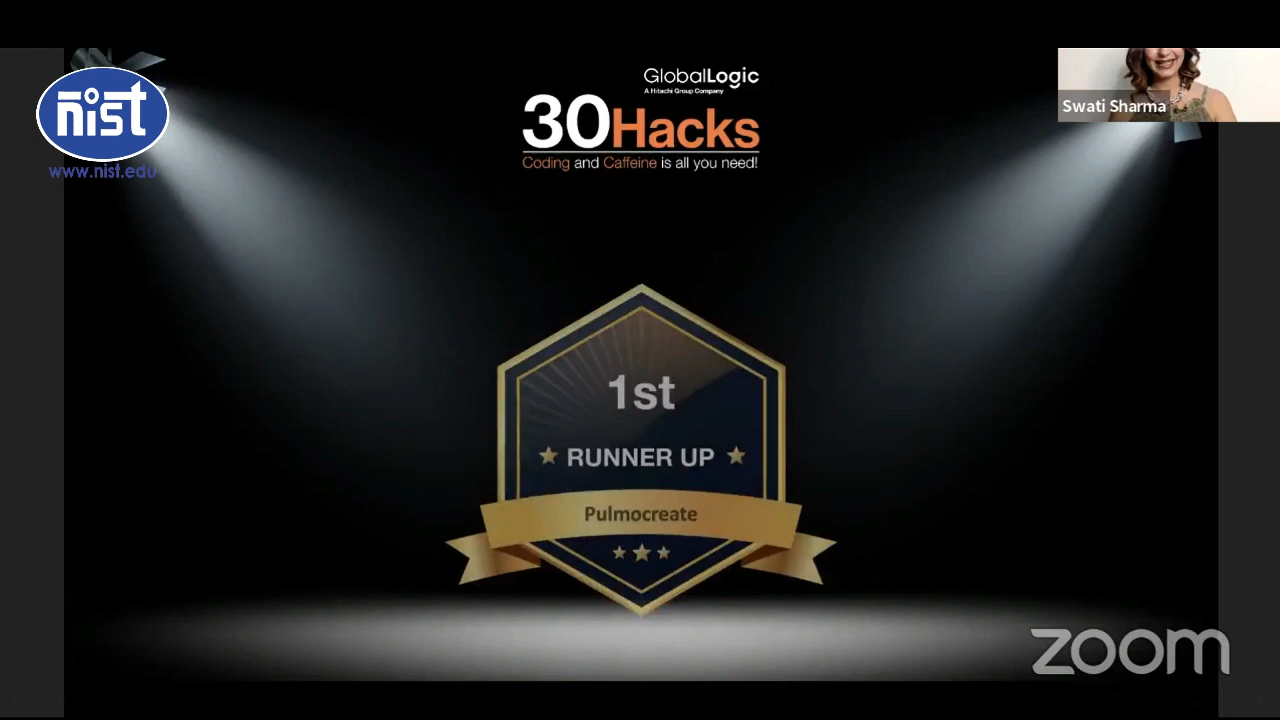 nist
www.nist.edu
GlobalLogic
A Hitachi Group Company
30Hacks
Coding and Caffeine is all you need!
Swati Sharma
1st
RUNNER UP
Pulmocreate
zoom